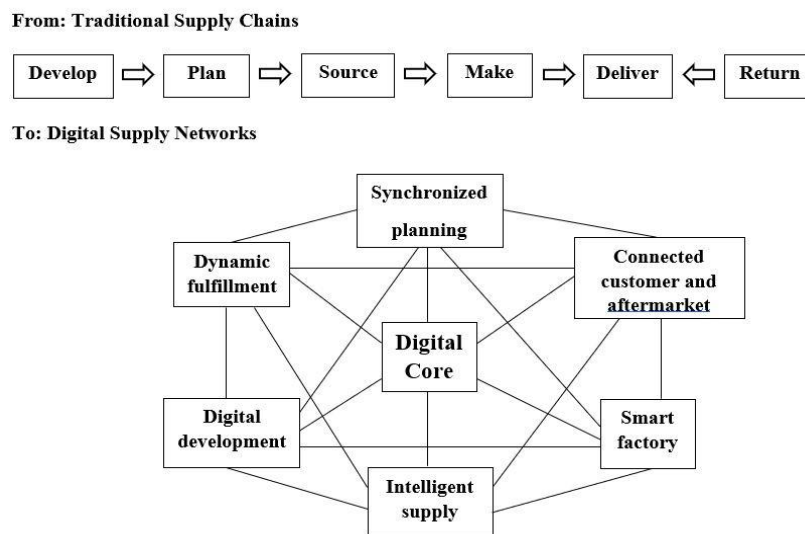 From: Traditional Supply Chains
Develop
Plan
Source
Make
Deliver
Return
To: Digital Supply Networks
Synchronized
planning
Dynamic
fulfillment
Connected
customer and
aftermarket
Digital
Core
Digital
development
Smart
factory
Intelligent
supply